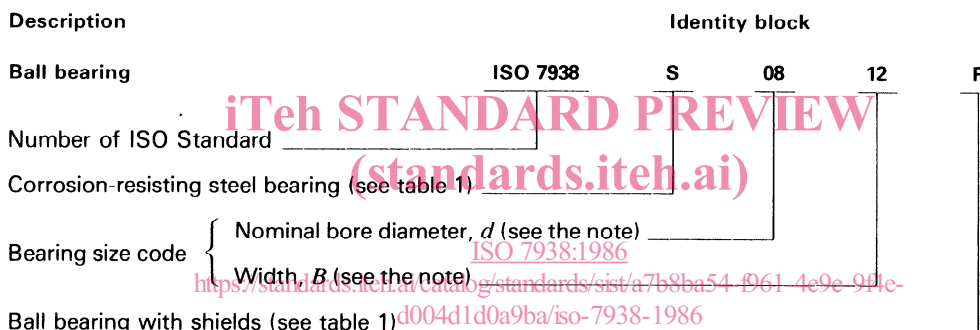 Description Identity block
Ball bearing ISO 7938 S 08 12
iTeh STANDARD PREVIEW
Number of ISO Standard
(standards.iteh.ai)
Corrosion-resisting steel bearing (see table 1)
Bearing size code { Nominal bore diameter, d (see the note)
ISO 7938:1986
Width, B (see the note)
https://standards.iteh.ai/catalog/standards/sist/a7b8ba54-f961-4e9e-9f4e-
d004d1d0a9ba/iso-7938-1986
Ball bearing with shields (see table 1)